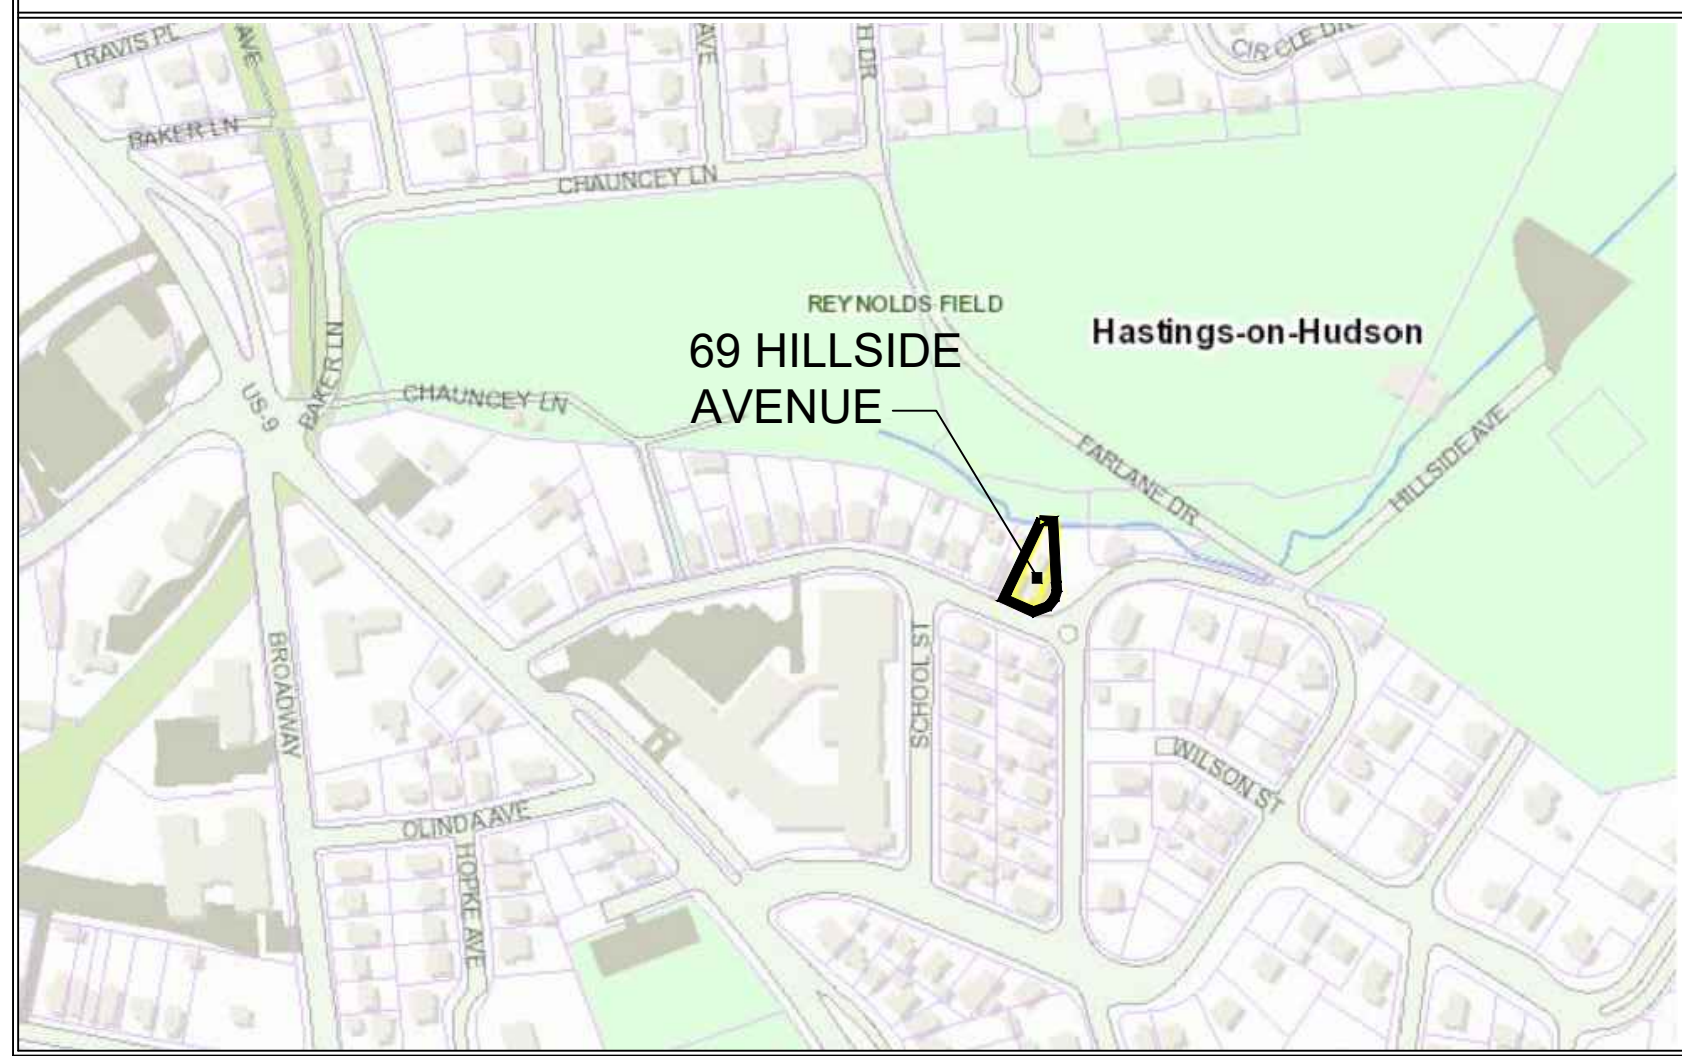 TRAVIS PL
AVE
AVE
H DR
CIRCLE DR
BAKER LN
CHAUNCEY LN
REYNOLDS FIELD
Hastings-on-Hudson
69 HILLSIDE
AVENUE
BAKER LN
CHAUNCEY LN
US-9
FARLANE DR
HILLSIDE AVE
BROADWAY
SCHOOL ST
WILSON ST
OLINDA AVE
HOPKE AVE